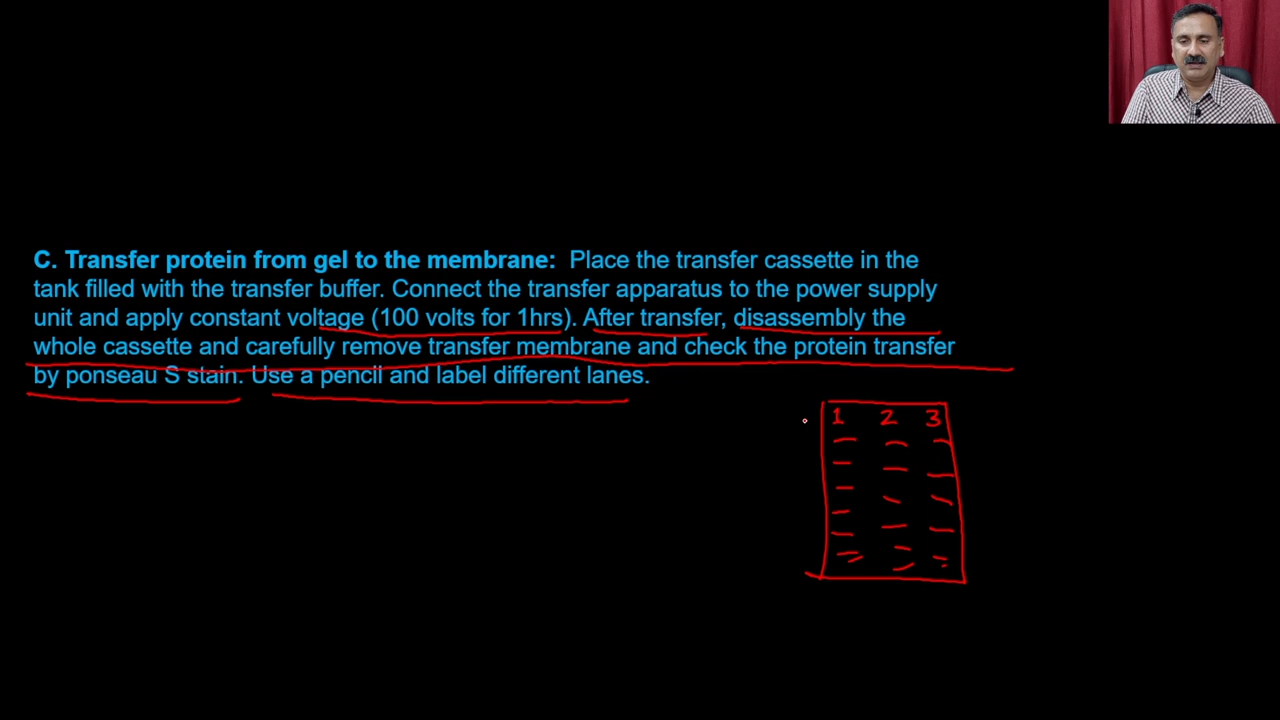 C. Transfer protein from gel to the membrane: Place the transfer cassette in the
tank filled with the transfer buffer. Connect the transfer apparatus to the power supply
unit and apply constant voltage (100 volts for 1hrs). After transfer, disassembly the
whole cassette and carefully remove transfer membrane and check the protein transfer
by ponseau S stain. Use a pencil and label different lanes.
1 2 3